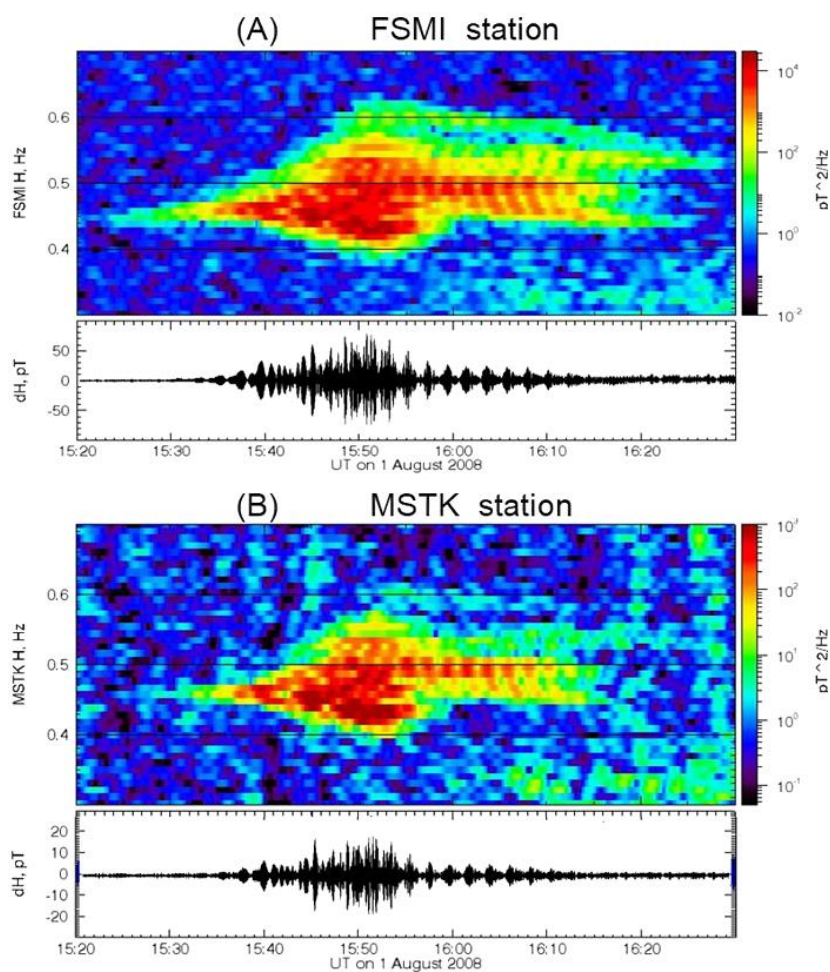 (A) FSMI station
FSMI H, Hz
0.6
0.5
0.4
10^4
10^2
10^0
10^-2
pT^2/Hz
dH, pT
50
0
-50
15:20 15:30 15:40 15:50 16:00 16:10 16:20
UT on 1 August 2008
(B) MSTK station
MSTK H, Hz
0.6
0.5
0.4
10^3
10^2
10^1
10^0
10^-1
pT^2/Hz
dH, pT
20
10
0
-10
-20
15:20 15:30 15:40 15:50 16:00 16:10 16:20
UT on 1 August 2008